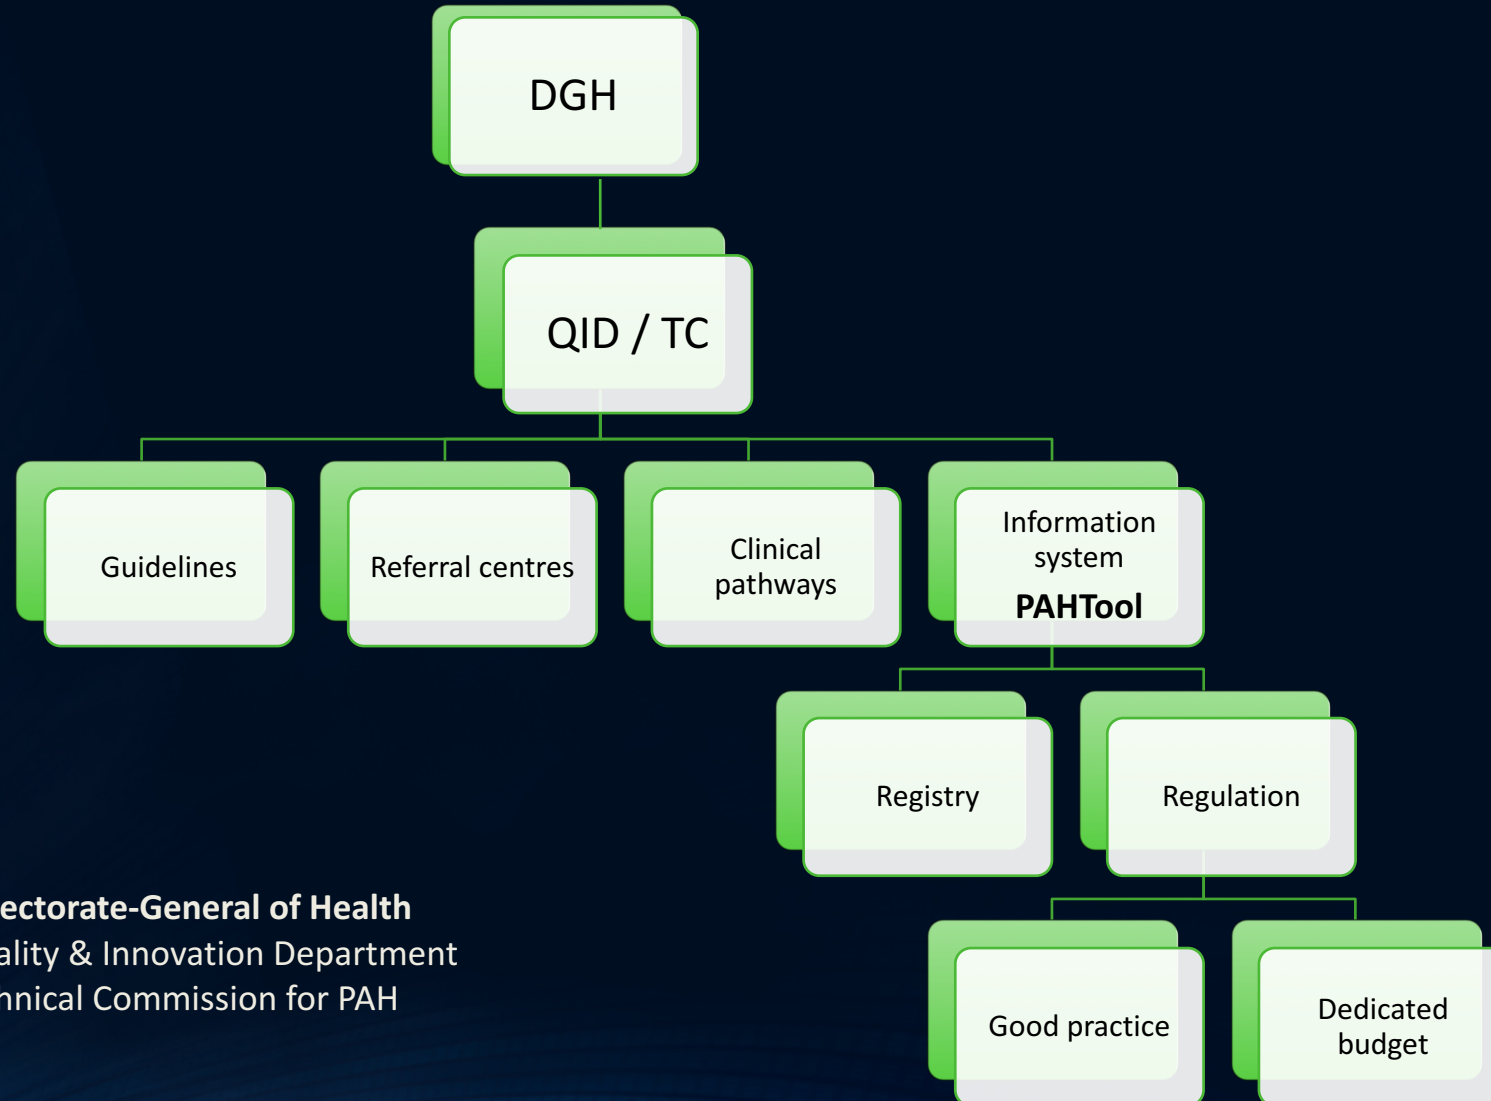 DGH
QID / TC
Guidelines
Referral centres
Clinical
pathways
Information
system
PAHTool
Registry
Regulation
ectorate-General of Health
ality & Innovation Department
hnical Commission for PAH
Good practice
Dedicated
budget